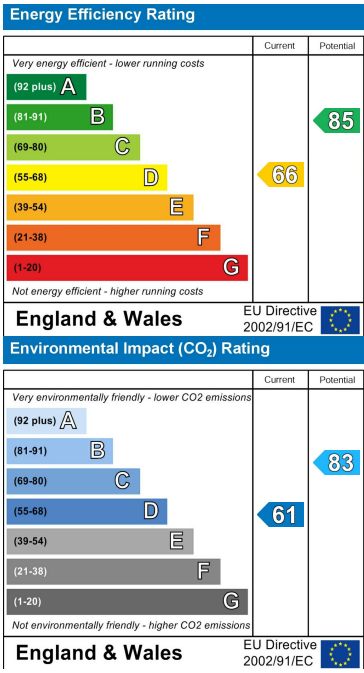 Energy Efficiency Rating
Current Potential
Very energy efficient - lower running costs
(92 plus) A
(81-91) B
85
(69-80) C
(55-68) D
66
(39-54) E
(21-38) F
(1-20) G
Not energy efficient - higher running costs
England & Wales
EU Directive
2002/91/EC
Environmental Impact (CO₂) Rating
Current Potential
Very environmentally friendly - lower CO2 emissions
(92 plus) A
(81-91) B
83
(69-80) C
(55-68) D
61
(39-54) E
(21-38) F
(1-20) G
Not environmentally friendly - higher CO2 emissions
England & Wales
EU Directive
2002/91/EC